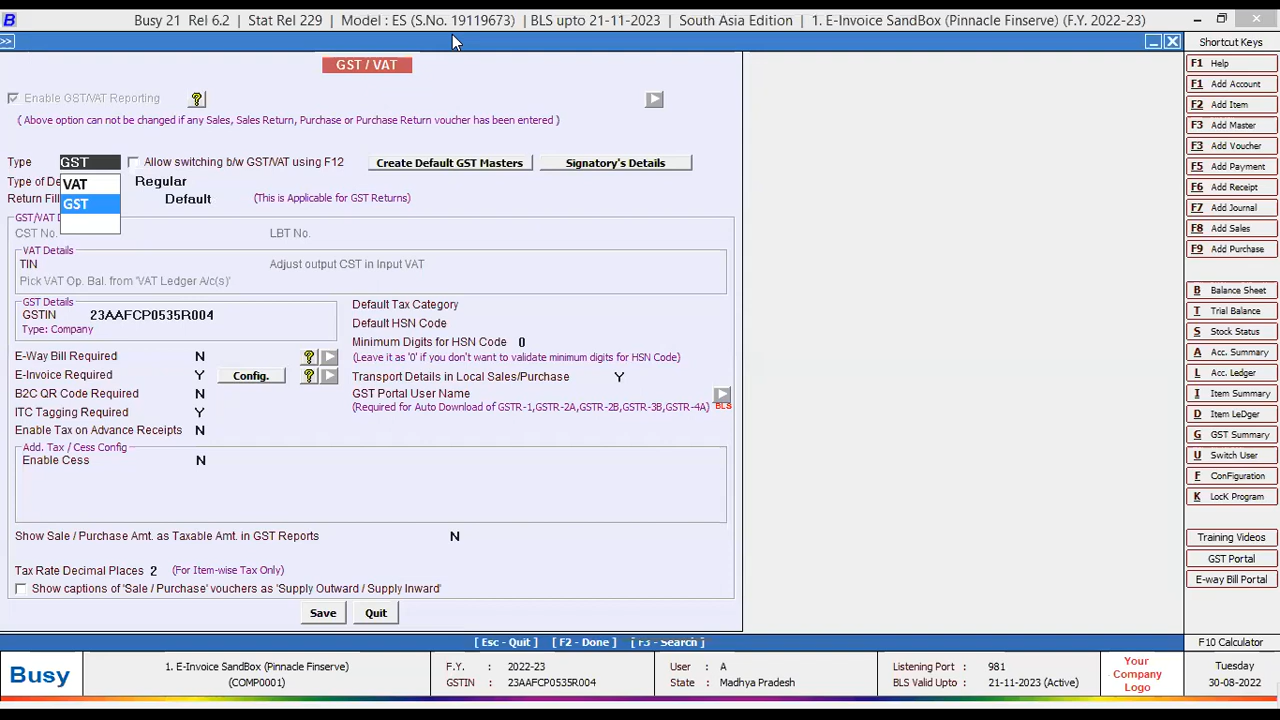 B Busy 21 Rel 6.2 | Stat Rel 229 | Model : ES (S.No. 19119673) | BLS upto 21-11-2023 | South Asia Edition | 1. E-Invoice SandBox (Pinnacle Finserve) (F.Y. 2022-23)
>> Shortcut Keys
GST / VAT
F1 Help
Enable GST/VAT Reporting ?
F1 Add Account
F2 Add Item
( Above option can not be changed if any Sales, Sales Return, Purchase or Purchase Return voucher has been entered )
F3 Add Master
F3 Add Voucher
Type GST Allow switching b/w GST/VAT using F12 Create Default GST Masters Signatory's Details
F5 Add Payment
VAT
GST
Type of De Regular
F6 Add Receipt
Return Fili Default (This is Applicable for GST Returns)
F7 Add Journal
GST/VAT D
F8 Add Sales
CST No. LBT No.
F9 Add Purchase
VAT Details
TIN Adjust output CST in Input VAT
Pick VAT Op. Bal. from 'VAT Ledger A/c(s)'
B Balance Sheet
GST Details
GSTIN 23AAFCP0535R004
Type: Company
Default Tax Category
T Trial Balance
Default HSN Code
S Stock Status
Minimum Digits for HSN Code 0
(Leave it as '0' if you don't want to validate minimum digits for HSN Code)
A Acc. Summary
E-Way Bill Required N ?
L Acc. Ledger
E-Invoice Required Y Config. ? Transport Details in Local Sales/Purchase Y
B2C QR Code Required N GST Portal User Name
I Item Summary
(Required for Auto Download of GSTR-1,GSTR-2A,GSTR-2B,GSTR-3B,GSTR-4A) BLS
ITC Tagging Required Y
D Item LeDger
Enable Tax on Advance Receipts N
G GST Summary
Add. Tax / Cess Config
U Switch User
Enable Cess N
F ConFiguration
K LocK Program
Show Sale / Purchase Amt. as Taxable Amt. in GST Reports N
Training Videos
GST Portal
Tax Rate Decimal Places 2 (For Item-wise Tax Only)
E-way Bill Portal
Show captions of 'Sale / Purchase' vouchers as 'Supply Outward / Supply Inward'
Save Quit
[ Esc - Quit ] [ F2 - Done ] [ F3 - Search ] F10 Calculator
Busy
1. E-Invoice SandBox (Pinnacle Finserve)
(COMP0001)
F.Y. : 2022-23
GSTIN : 23AAFCP0535R004
User : A
State : Madhya Pradesh
Listening Port : 981
BLS Valid Upto : 21-11-2023 (Active)
Your
Company
Logo
Tuesday
30-08-2022